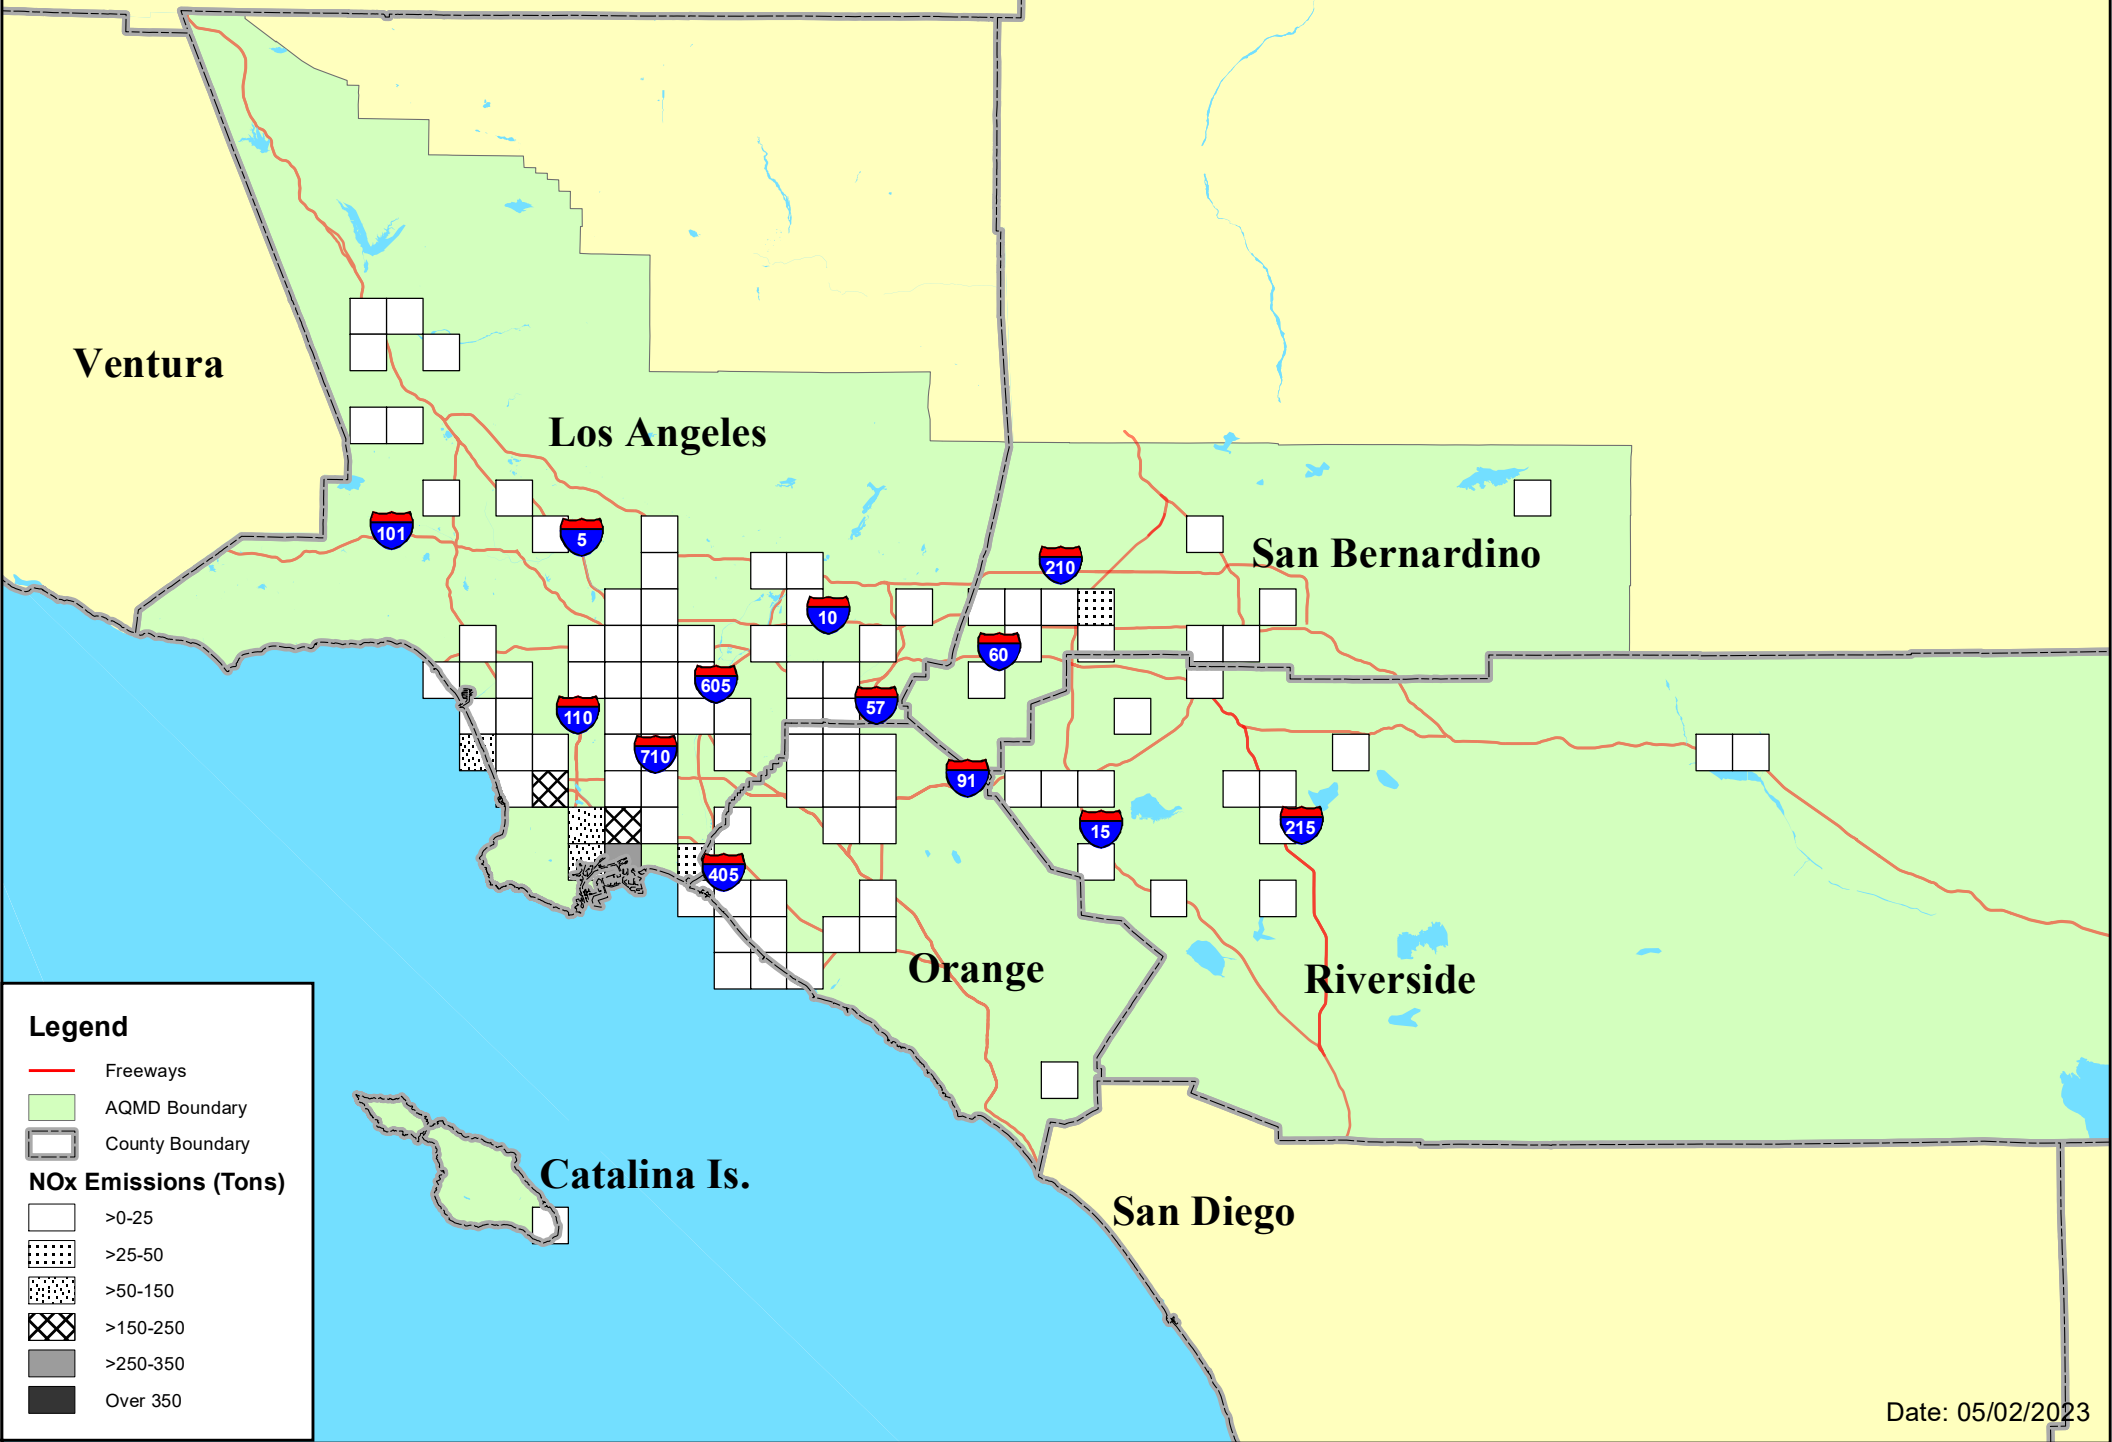 Ventura
Los Angeles
101
5
210
San Bernardino
10
60
605
57
110
710
91
15
215
405
Orange
Riverside
Legend
Freeways
AQMD Boundary
County Boundary
NOx Emissions (Tons)
>0-25
>25-50
>50-150
>150-250
>250-350
Over 350
Catalina Is.
San Diego
Date: 05/02/2023